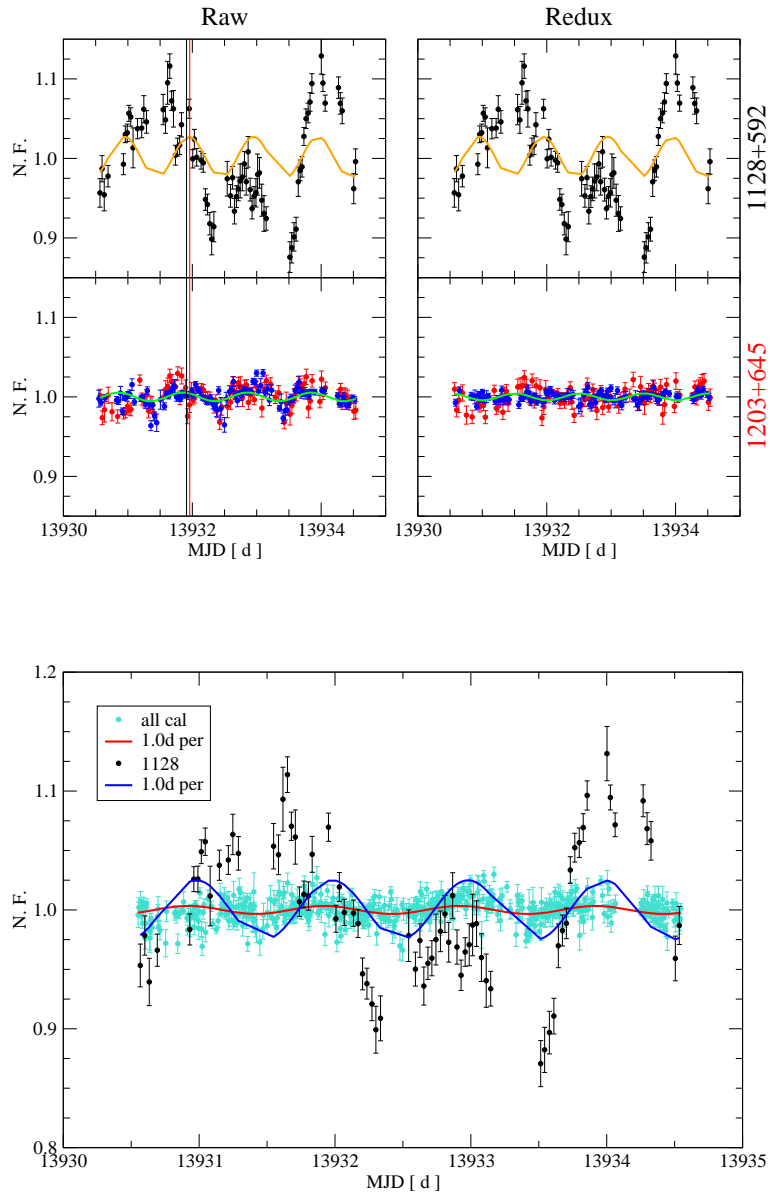 Raw
Redux
1.1
1.0
0.9
N. F.
1128+592
1.1
1.0
0.9
N. F.
1203+645
13930
13932
13934
13930
13932
13934
MJD [ d ]
MJD [ d ]
1.2
1.1
1.0
0.9
0.8
N. F.
all cal
1.0d per
1128
1.0d per
13930
13931
13932
13933
13934
13935
MJD [ d ]